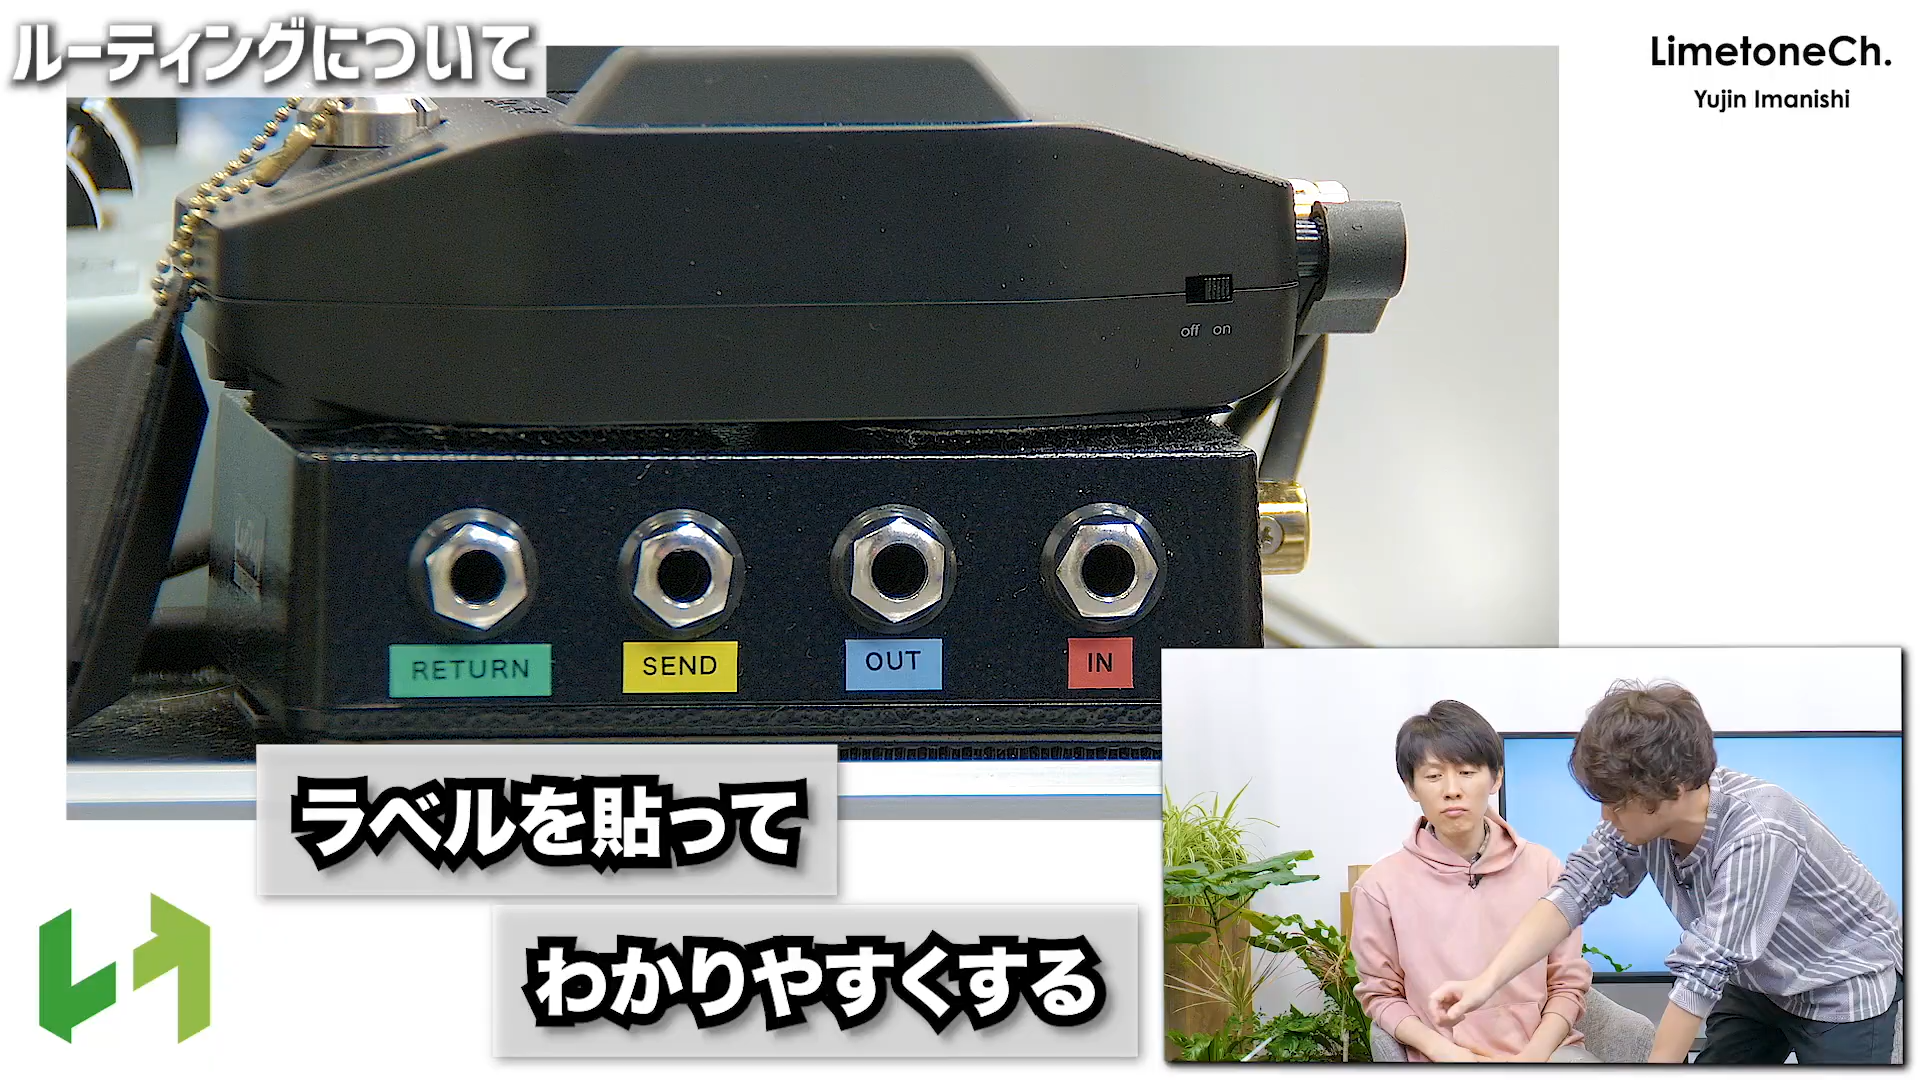 ルーティングについて
LimetoneCh.
Yujin Imanishi
off on
RETURN SEND OUT IN
ラベルを貼って
わかりやすくする